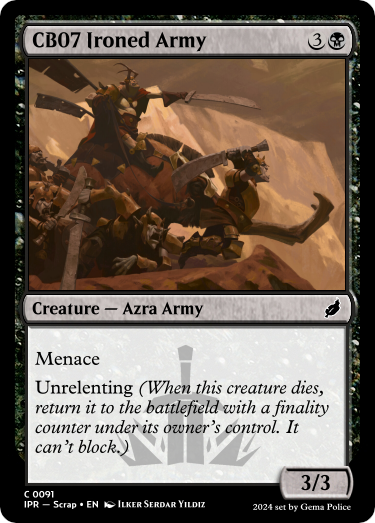 CB07 Ironed Army 3
Creature — Azra Army
Menace
Unrelenting (When this creature dies,
return it to the battlefield with a finality
counter under its owner's control. It
can't block.)
3/3
C 0091
IPR — Scrap • EN Ilker Serdar Yildiz
2024 set by Gema Police